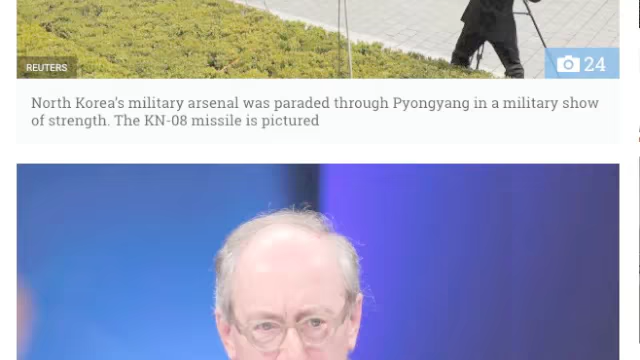 REUTERS
24
North Korea's military arsenal was paraded through Pyongyang in a military show
of strength. The KN-08 missile is pictured